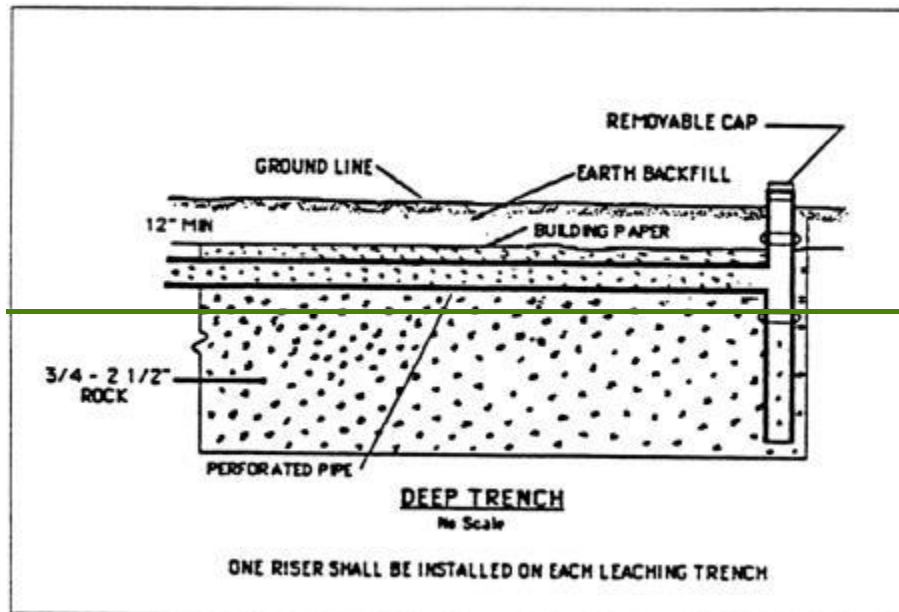 REMOVABLE CAP
GROUND LINE
EARTH BACKFILL
12" MIN
BUILDING PAPER
3/4 - 2 1/2"
ROCK
PERFORATED PIPE
DEEP TRENCH
No Scale
ONE RISER SHALL BE INSTALLED ON EACH LEACHING TRENCH